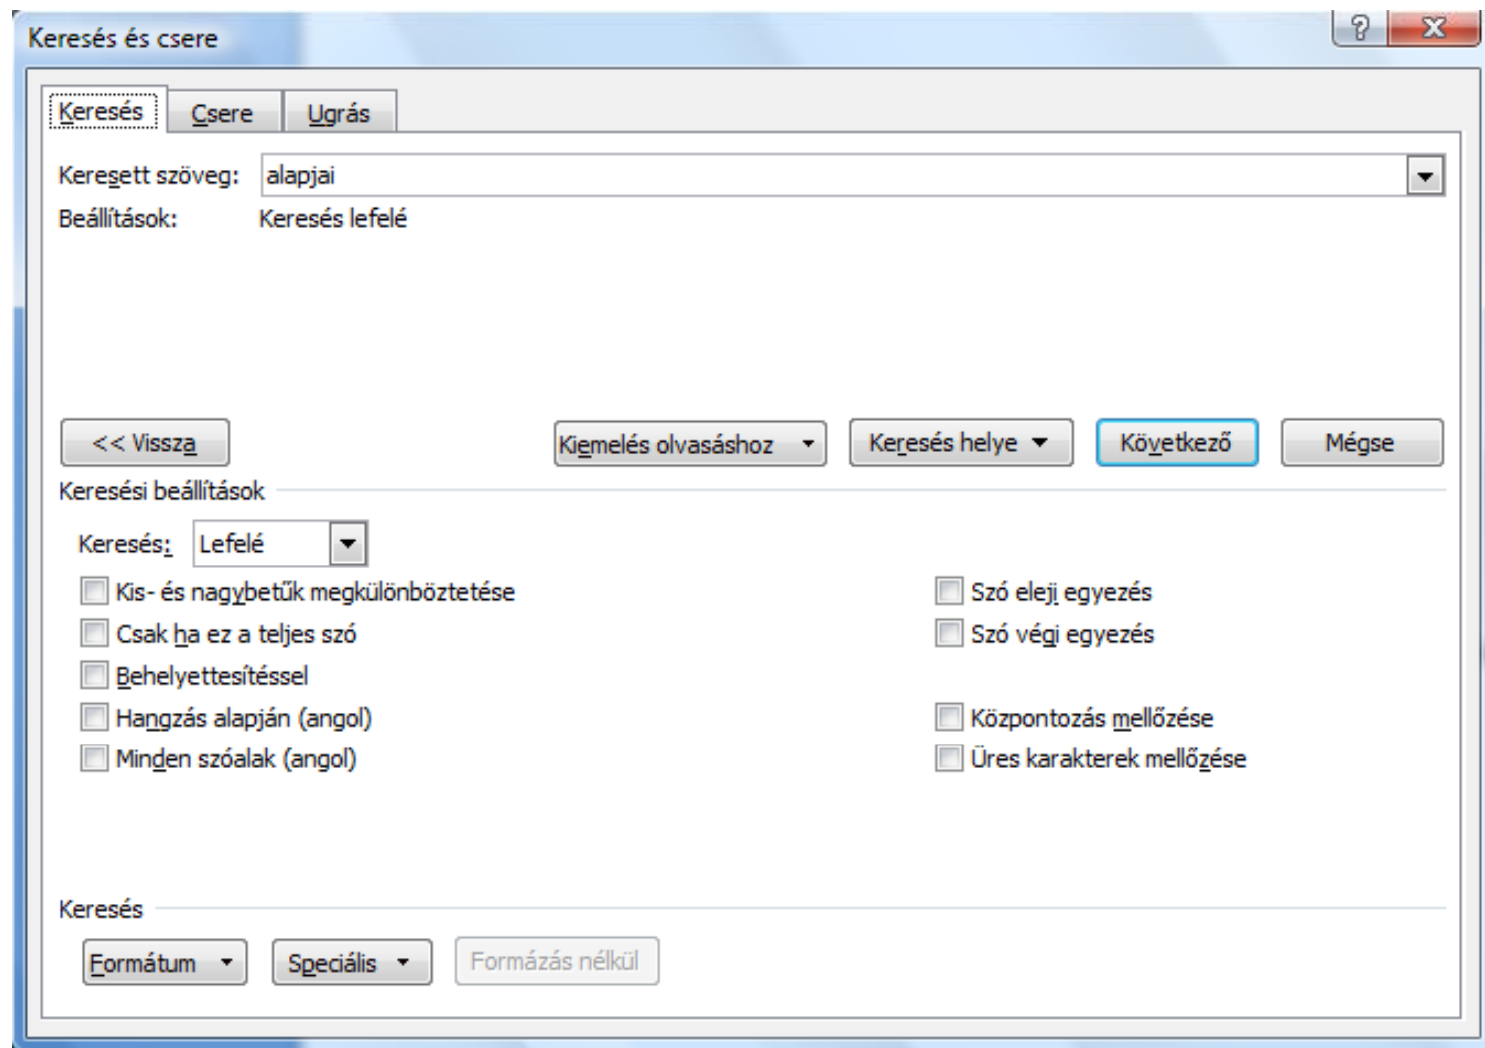 Keresés és csere
Keresés Csere Ugrás
Keresett szöveg: alapjai
Beállítások: Keresés lefelé
<< Vissza Kiemelés olvasáshoz Keresés helye Következő Mégse
Keresési beállítások
Keresés: Lefelé
Kis- és nagybetűk megkülönböztetése Szó eleji egyezés
Csak ha ez a teljes szó Szó végi egyezés
Behelyettesítéssel
Hangzás alapján (angol) Központozás mellőzése
Minden szóalak (angol) Üres karakterek mellőzése
Keresés
Formátum Speciális Formázás nélkül